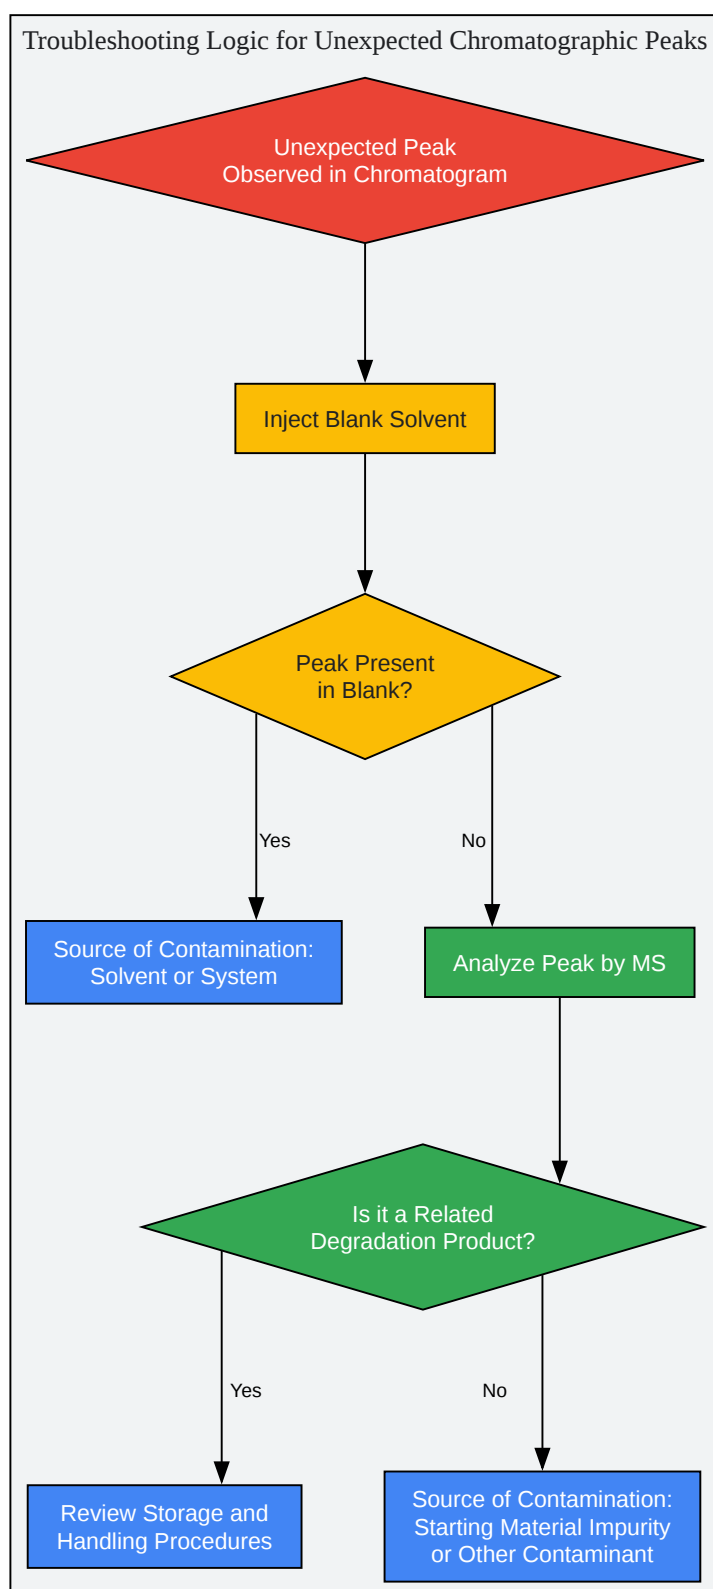 Troubleshooting Logic for Unexpected Chromatographic Peaks
Unexpected Peak
Observed in Chromatogram
Inject Blank Solvent
Peak Present
in Blank?
Yes
No
Source of Contamination:
Solvent or System
Analyze Peak by MS
Is it a Related
Degradation Product?
Yes
No
Review Storage and
Handling Procedures
Source of Contamination:
Starting Material Impurity
or Other Contaminant